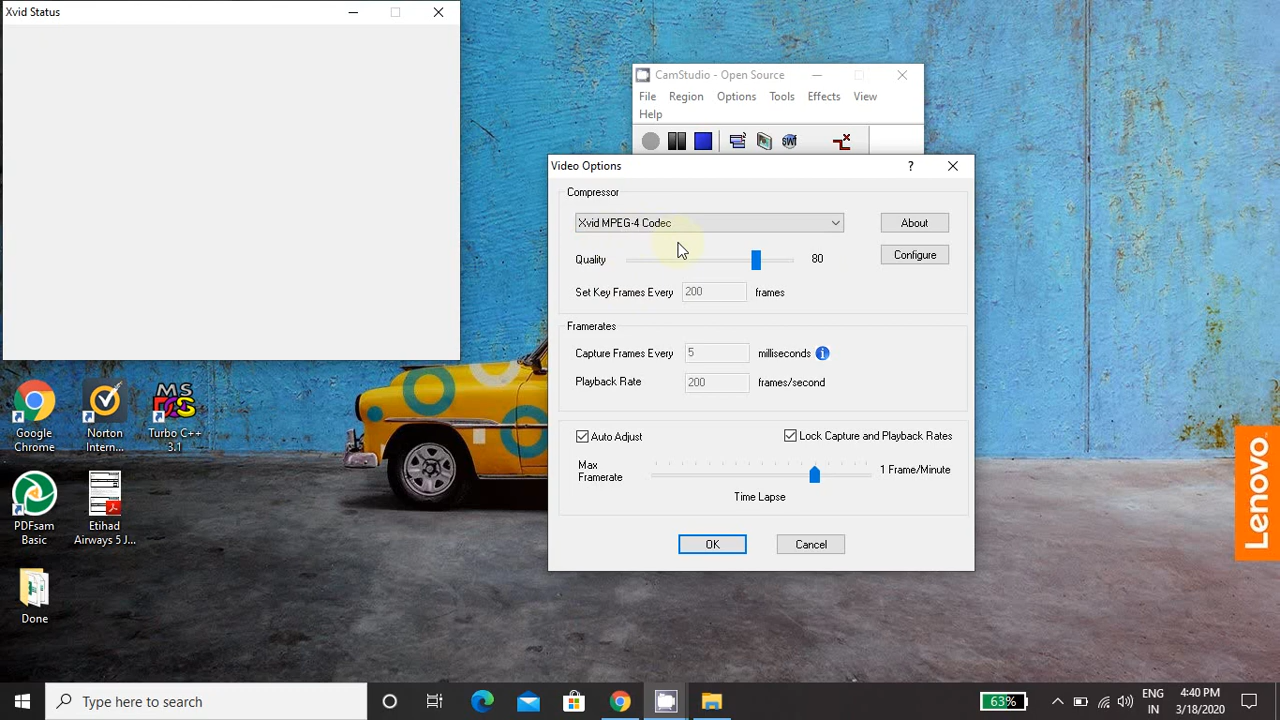 Xvid Status
CamStudio - Open Source
File Region Options Tools Effects View
Help
SWF
Video Options
?
Compressor
Xvid MPEG-4 Codec
About
Quality
80
Configure
Set Key Frames Every
200
frames
Framerates
Capture Frames Every
5
milliseconds
Playback Rate
200
frames/second
Auto Adjust
Lock Capture and Playback Rates
Max
Framerate
1 Frame/Minute
Time Lapse
OK
Cancel
Google
Chrome
Norton
Intern...
MS
DOS
Turbo C++
3.1
PDFsam
Basic
Etihad
Airways 5 J...
Done
Lenovo
Type here to search
63%
ENG
IN
4:40 PM
3/18/2020